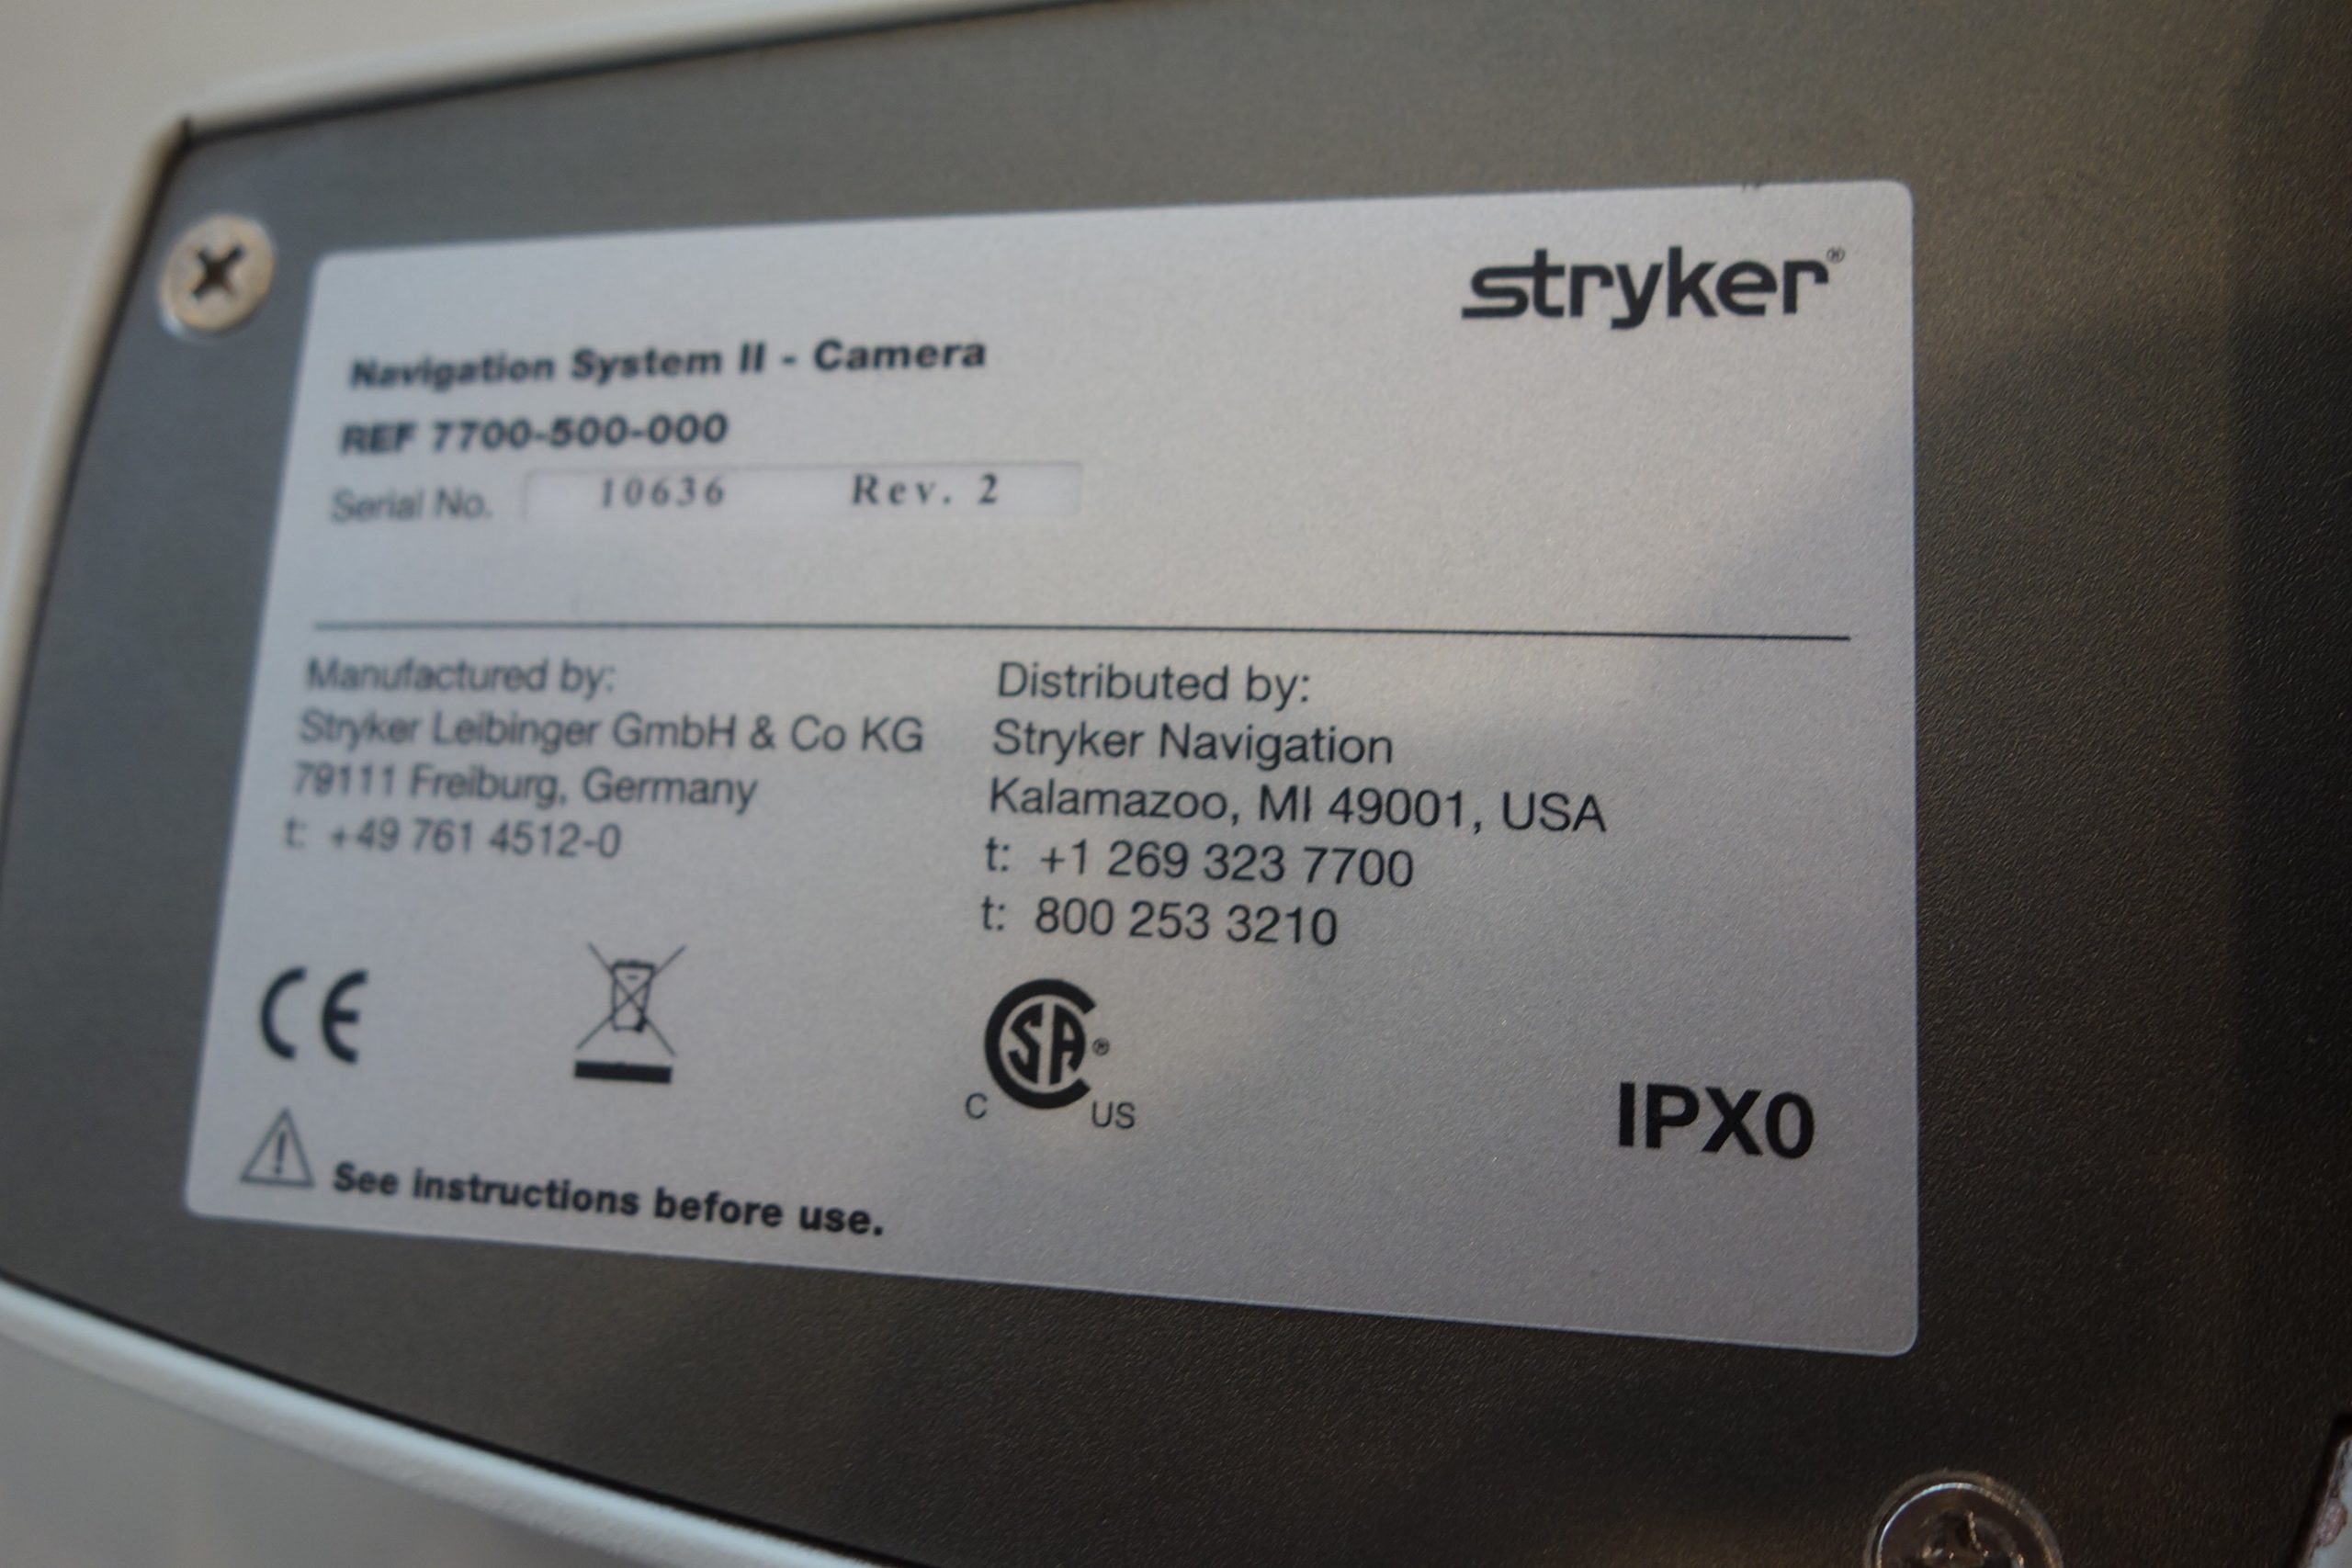 stryker®
Navigation System II - Camera
REF 7700-500-000
Serial No. 10636 Rev. 2
Manufactured by:
Stryker Leibinger GmbH & Co KG
79111 Freiburg, Germany
t: +49 761 4512-0
Distributed by:
Stryker Navigation
Kalamazoo, MI 49001, USA
t: +1 269 323 7700
t: 800 253 3210
CE
CSA®
C US
IPX0
See instructions before use.